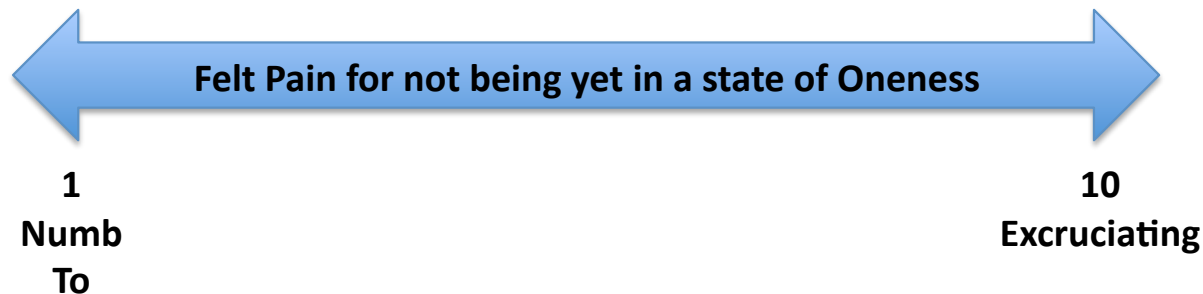 Felt Pain for not being yet in a state of Oneness
1
Numb
To
10
Excruciating